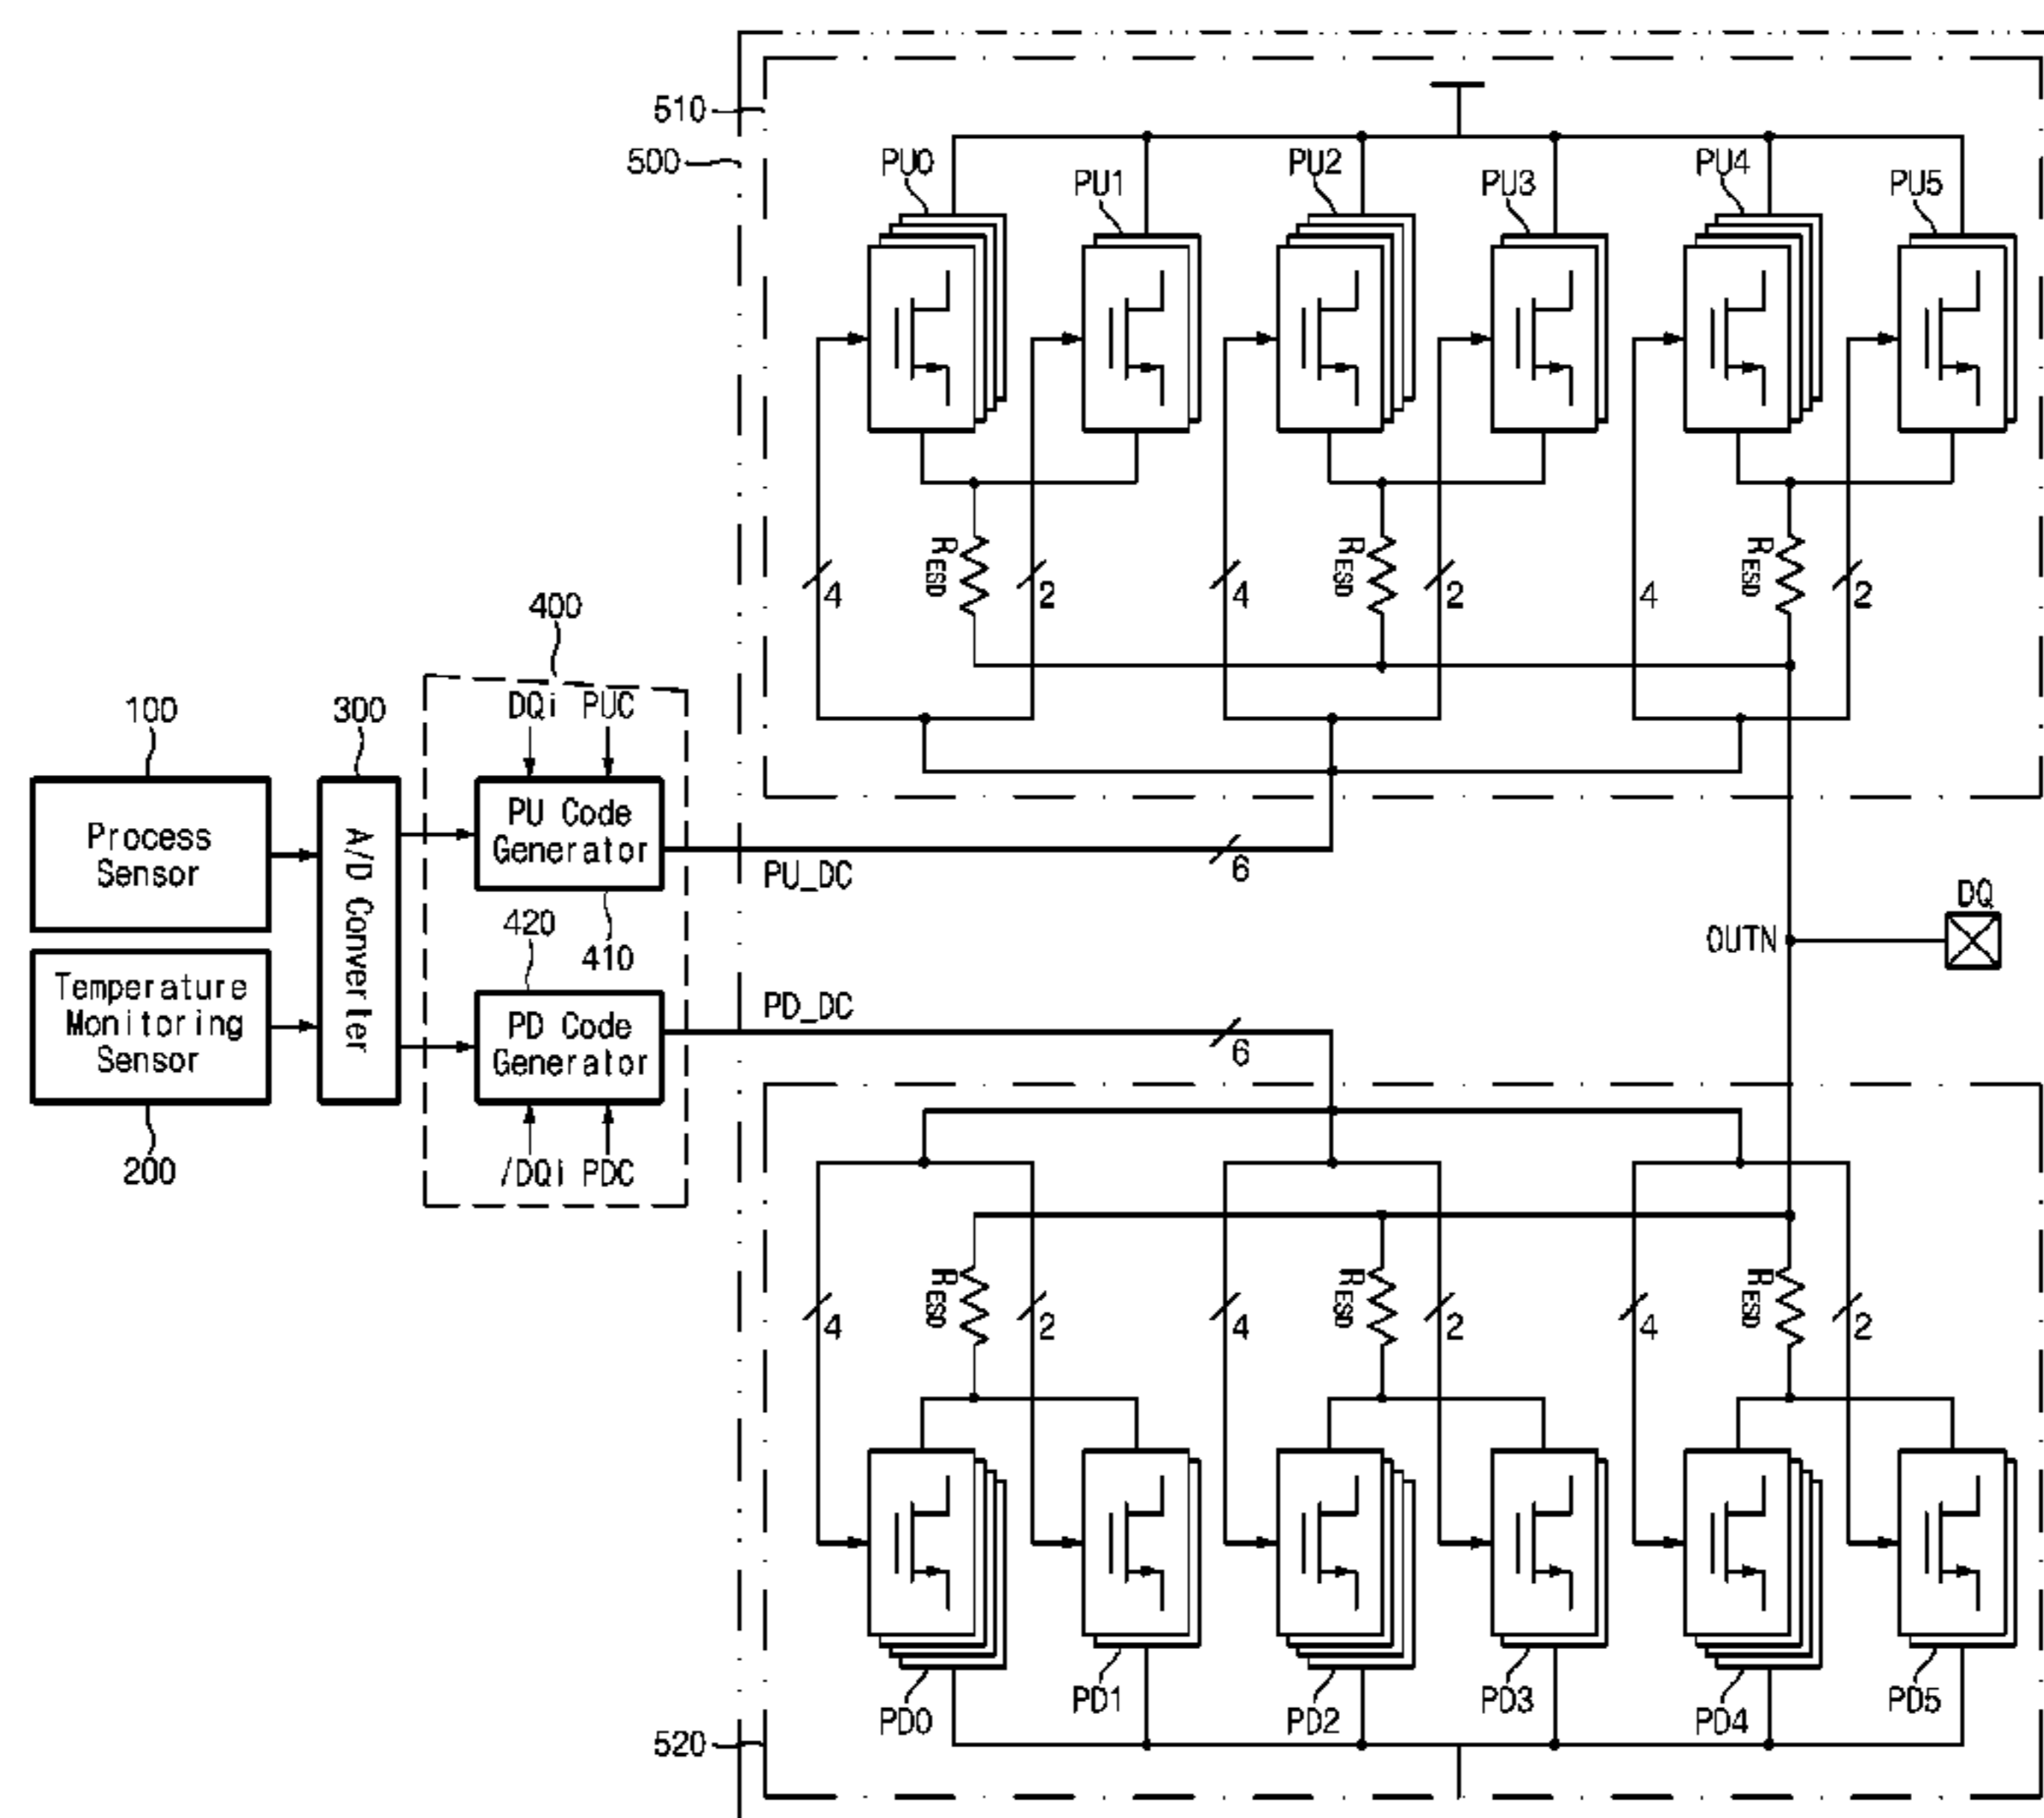 510
500
PU0
PU1
PU2
PU3
PU4
PU5
RESD
RESD
RESD
4
2
4
2
4
2
400
DQi PUC
100
300
Process
Sensor
A/D Converter
PU Code
Generator
410
PU_DC
6
DQ
OUTN
Temperature
Monitoring
Sensor
200
420
PD Code
Generator
/DQi PDC
PD_DC
6
RESD
RESD
RESD
4
2
4
2
4
2
PD0
PD1
PD2
PD3
PD4
PD5
520